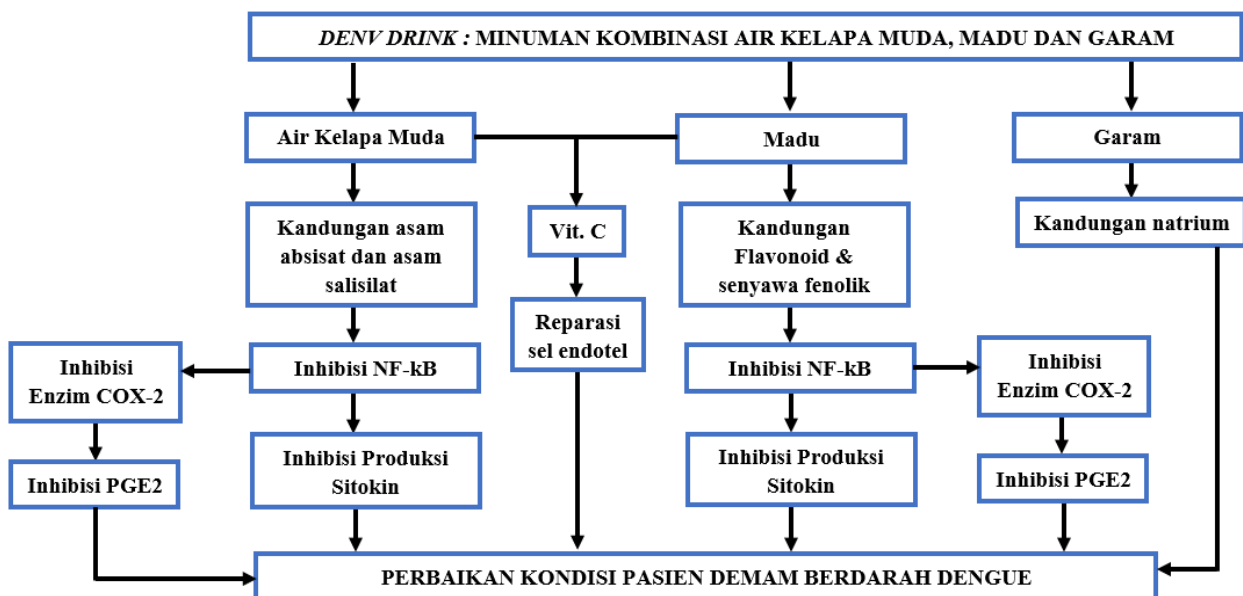 DENV DRINK : MINUMAN KOMBINASI AIR KELAPA MUDA, MADU DAN GARAM
Air Kelapa Muda
Madu
Garam
Kandungan asam
absisat dan asam
salisilat
Vit. C
Kandungan
Flavonoid &
senyawa fenolik
Kandungan natrium
Reparasi
sel endotel
Inhibisi
Enzim COX-2
Inhibisi NF-kB
Inhibisi NF-kB
Inhibisi
Enzim COX-2
Inhibisi PGE2
Inhibisi Produksi
Sitokin
Inhibisi Produksi
Sitokin
Inhibisi PGE2
PERBAIKAN KONDISI PASIEN DEMAM BERDARAH DENGUE